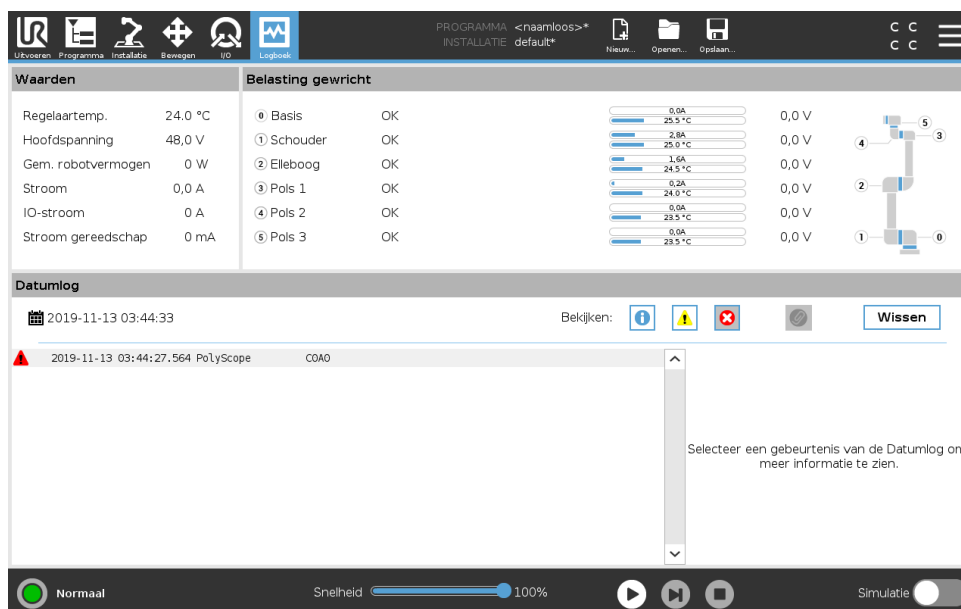 PROGRAMMA <naamloos>*
INSTALLATIE default*
C C
C C
Uitvoeren Programma Installatie Bewegen I/O Logboek Nieuw... Openen... Opslaan...
Waarden
Regelaartemp. 24.0 °C
Hoofdspanning 48,0 V
Gem. robotvermogen 0 W
Stroom 0,0 A
IO-stroom 0 A
Stroom gereedschap 0 mA
Belasting gewricht
0 Basis OK 0,0A 25.5 °C 0,0 V
1 Schouder OK 2,8A 25.0 °C 0,0 V
2 Elleboog OK 1,6A 24.5 °C 0,0 V
3 Pols 1 OK 0,2A 24.0 °C 0,0 V
4 Pols 2 OK 0,0A 23.5 °C 0,0 V
5 Pols 3 OK 0,0A 23.5 °C 0,0 V
5
4 3
2
1 0
Datumlog
2019-11-13 03:44:33 Bekijken: Wissen
2019-11-13 03:44:27.564 PolyScope C0A0
Selecteer een gebeurtenis van de Datumlog om
meer informatie te zien.
Normaal Snelheid 100% Simulatie